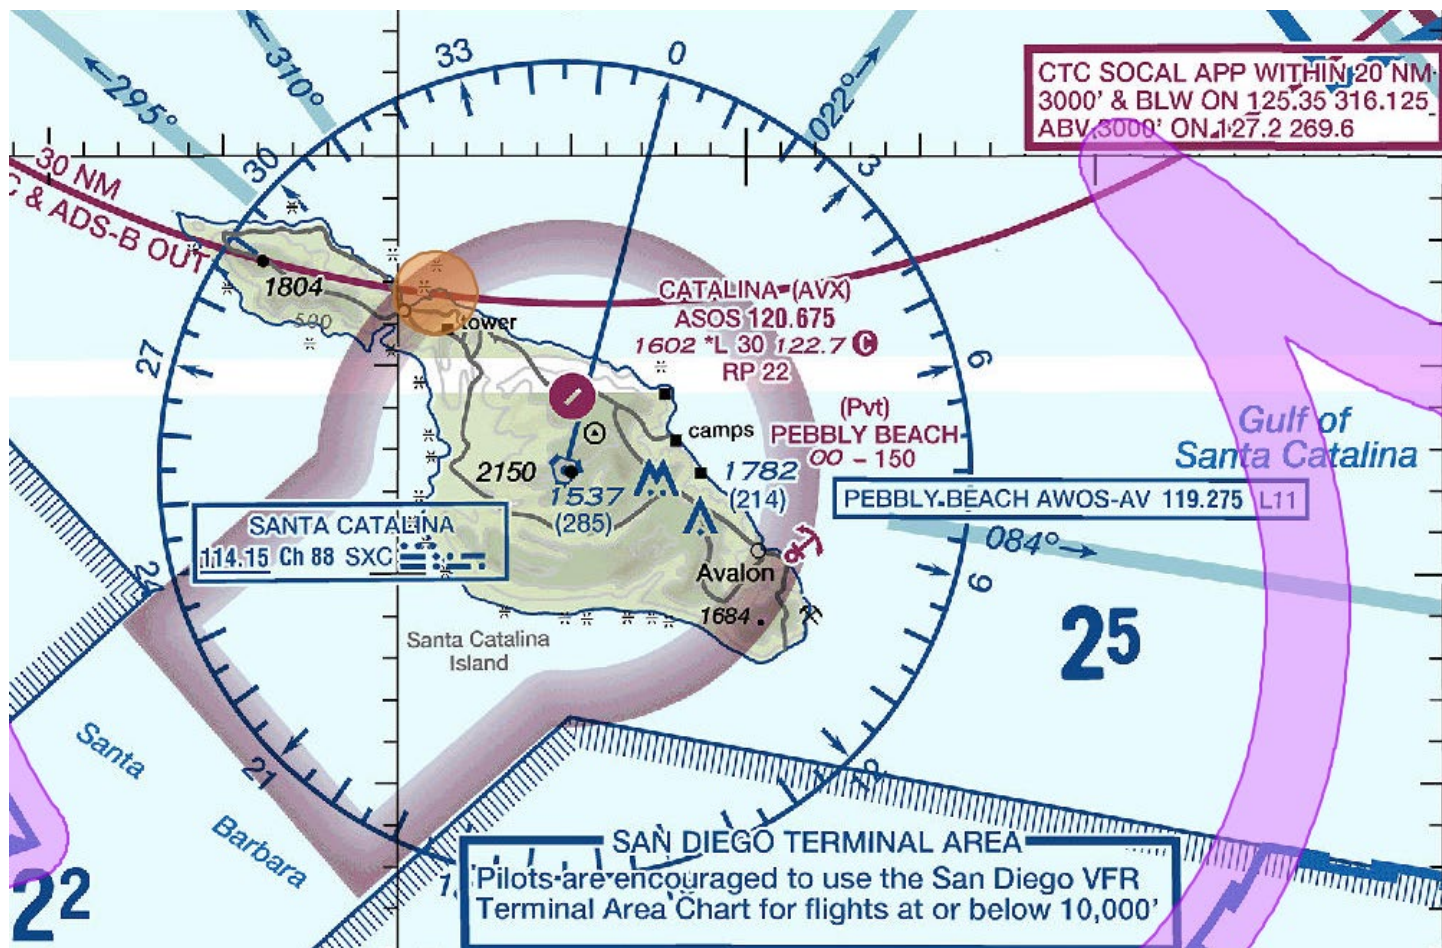 33
0
←310°
←295°
022°→
CTC SOCAL APP WITHIN 20 NM
3000' & BLW ON 125.35 316.125
ABV 3000' ON 127.2 269.6
30
3
30 NM
C & ADS-B OUT
1804
500
tower
CATALINA (AVX)
ASOS 120.675
1602 *L 30 122.7 C
RP 22
27
6
(Pvt)
PEBBLY BEACH
00 - 150
camps
Gulf of
Santa Catalina
2150
1537
(285)
1782
(214)
PEBBLY BEACH AWOS-AV 119.275 L11
SANTA CATALINA
114.15 Ch 88 SXC
084°→
24
9
Avalon
1684
25
Santa Catalina
Island
Santa
Barbara
21
12
22
SAN DIEGO TERMINAL AREA
Pilots are encouraged to use the San Diego VFR
Terminal Area Chart for flights at or below 10,000'